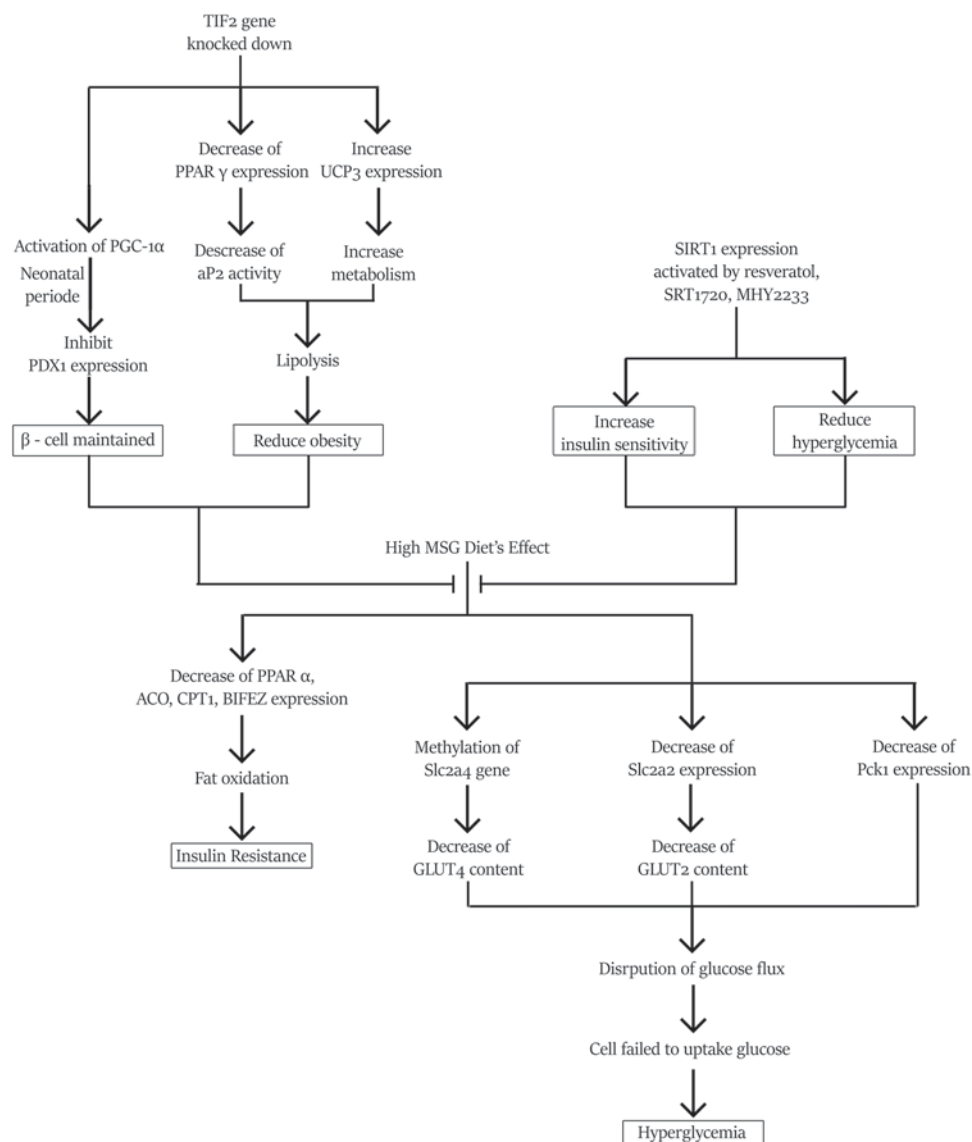 TIF2 gene
knocked down
Decrease of
PPAR γ expression
Increase
UCP3 expression
Activation of PGC-1α
Neonatal
periode
Descrease of
aP2 activity
Increase
metabolism
SIRT1 expression
activated by resveratol,
SRT1720, MHY2233
Inhibit
PDX1 expression
Lipolysis
β - cell maintained
Reduce obesity
Increase
insulin sensitivity
Reduce
hyperglycemia
High MSG Diet's Effect
Decrease of PPAR α,
ACO, CPT1, BIFEZ expression
Methylation of
Slc2a4 gene
Decrease of
Slc2a2 expression
Decrease of
Pck1 expression
Fat oxidation
Insulin Resistance
Decrease of
GLUT4 content
Decrease of
GLUT2 content
Disrpution of glucose flux
Cell failed to uptake glucose
Hyperglycemia